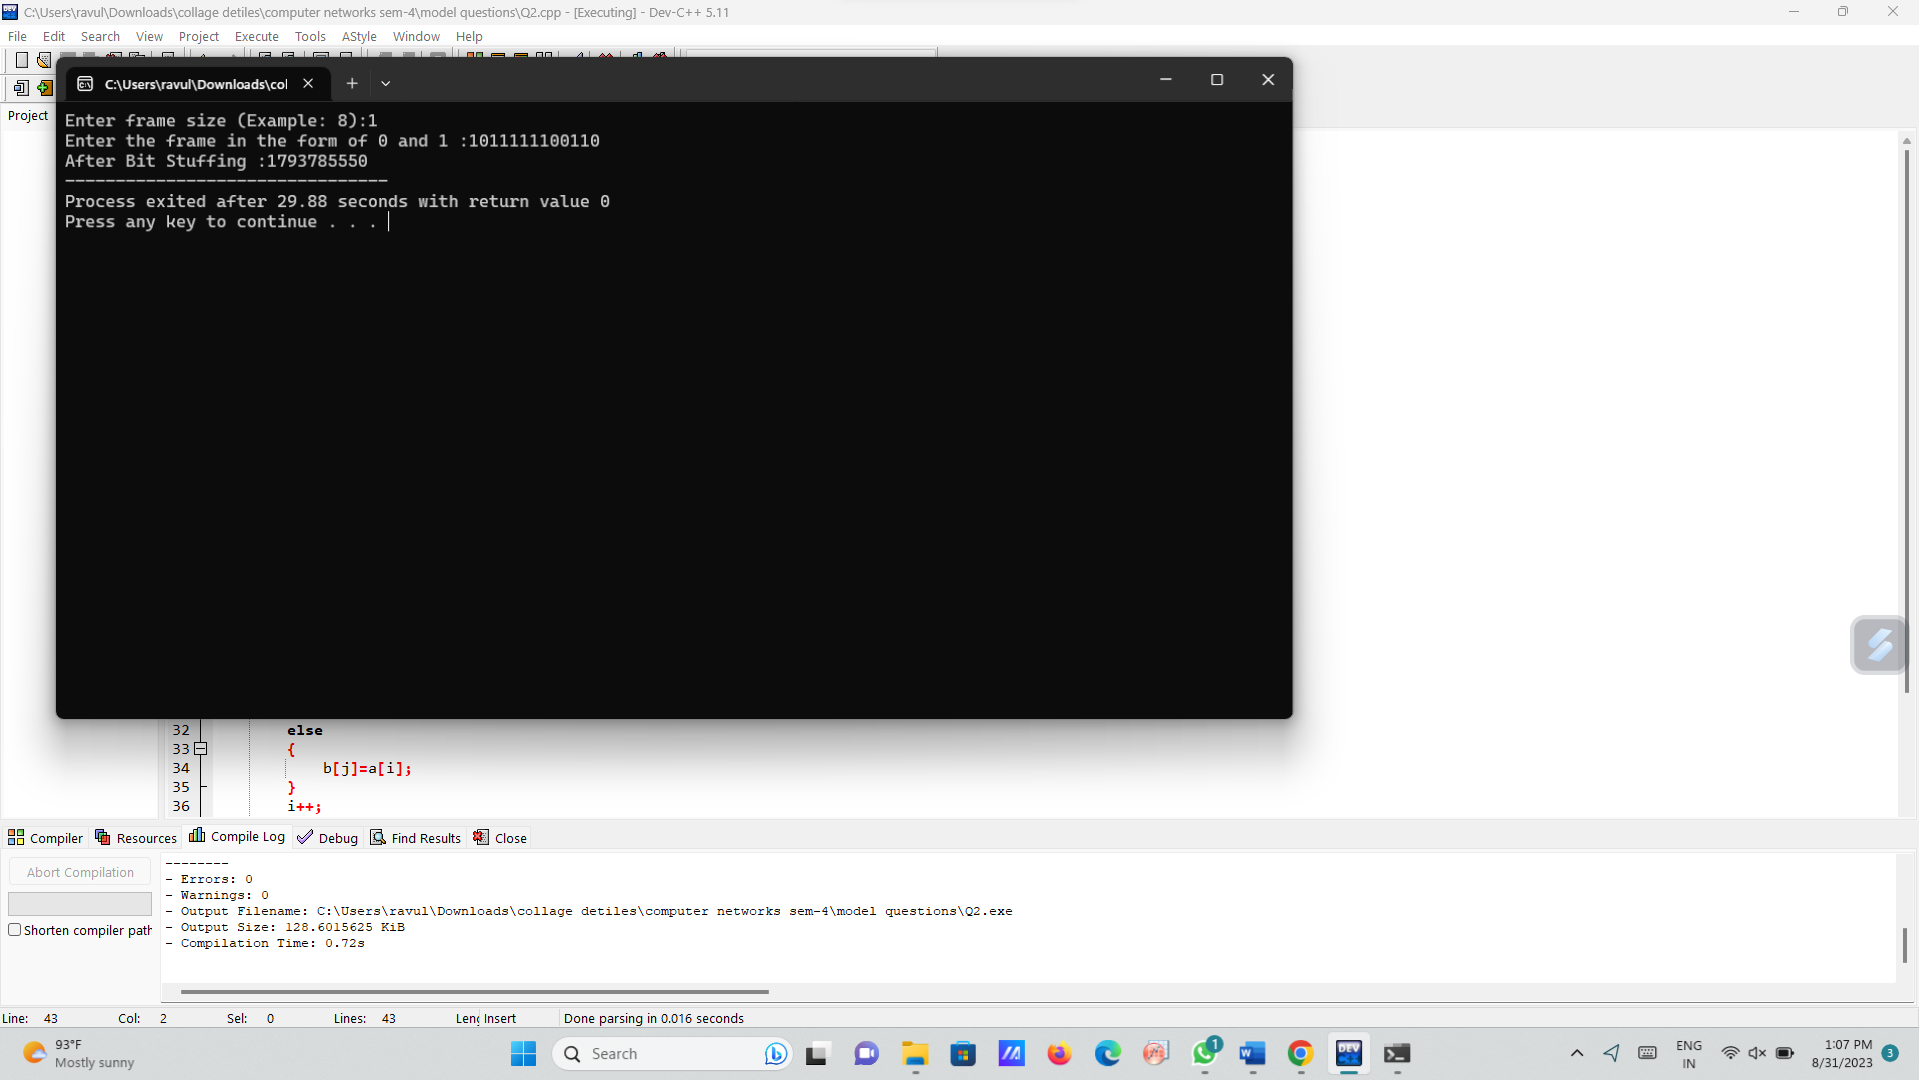 C:\Users\ravul\Downloads\collage detiles\computer networks sem-4\model questions\Q2.cpp - [Executing] - Dev-C++ 5.11
File Edit Search View Project Execute Tools AStyle Window Help
C:\Users\ravul\Downloads\col
Project
Enter frame size (Example: 8):1
Enter the frame in the form of 0 and 1 :1011111100110
After Bit Stuffing :1793785550
--------------------------------
Process exited after 29.88 seconds with return value 0
Press any key to continue . . .
32 else
33 {
34 b[j]=a[i];
35 }
36 i++;
Compiler Resources Compile Log Debug Find Results Close
Abort Compilation
Shorten compiler path
--------
- Errors: 0
- Warnings: 0
- Output Filename: C:\Users\ravul\Downloads\collage detiles\computer networks sem-4\model questions\Q2.exe
- Output Size: 128.6015625 KiB
- Compilation Time: 0.72s
Line: 43 Col: 2 Sel: 0 Lines: 43 Insert Done parsing in 0.016 seconds
93°F
Mostly sunny
Search
DEV
1
ENG
IN
1:07 PM
8/31/2023
3